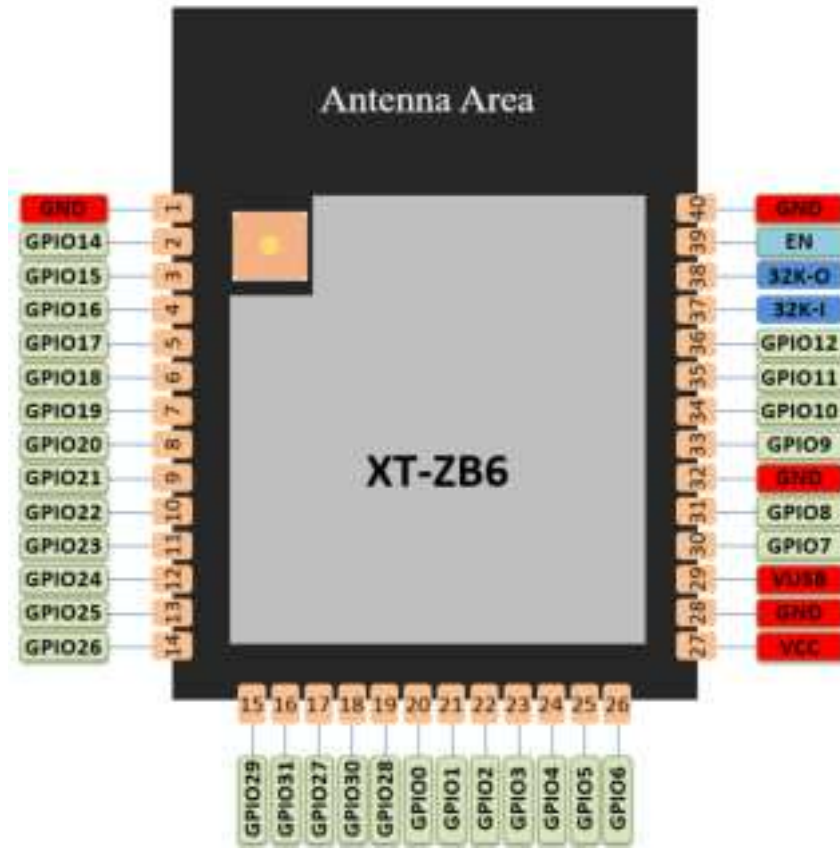 Antenna Area
GND 1 40 GND
GPIO14 2 39 EN
GPIO15 3 38 32K-O
GPIO16 4 37 32K-I
GPIO17 5 36 GPIO12
GPIO18 6 35 GPIO11
GPIO19 7 34 GPIO10
GPIO20 8 33 GPIO9
XT-ZB6
GPIO21 9 32 GND
GPIO22 10 31 GPIO8
GPIO23 11 30 GPIO7
GPIO24 12 29 VUSB
GPIO25 13 28 GND
GPIO26 14 27 VCC
15 16 17 18 19 20 21 22 23 24 25 26
GPIO29 GPIO31 GPIO27 GPIO30 GPIO28 GPIO0 GPIO1 GPIO2 GPIO3 GPIO4 GPIO5 GPIO6